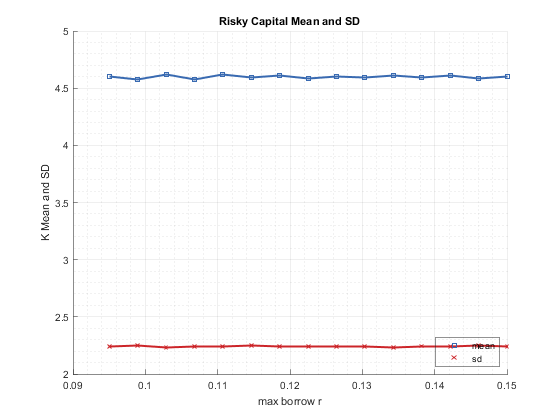 Risky Capital Mean and SD
5
4.5
4
3.5
3
2.5
2
K Mean and SD
mean
sd
0.09 0.1 0.11 0.12 0.13 0.14 0.15
max borrow r